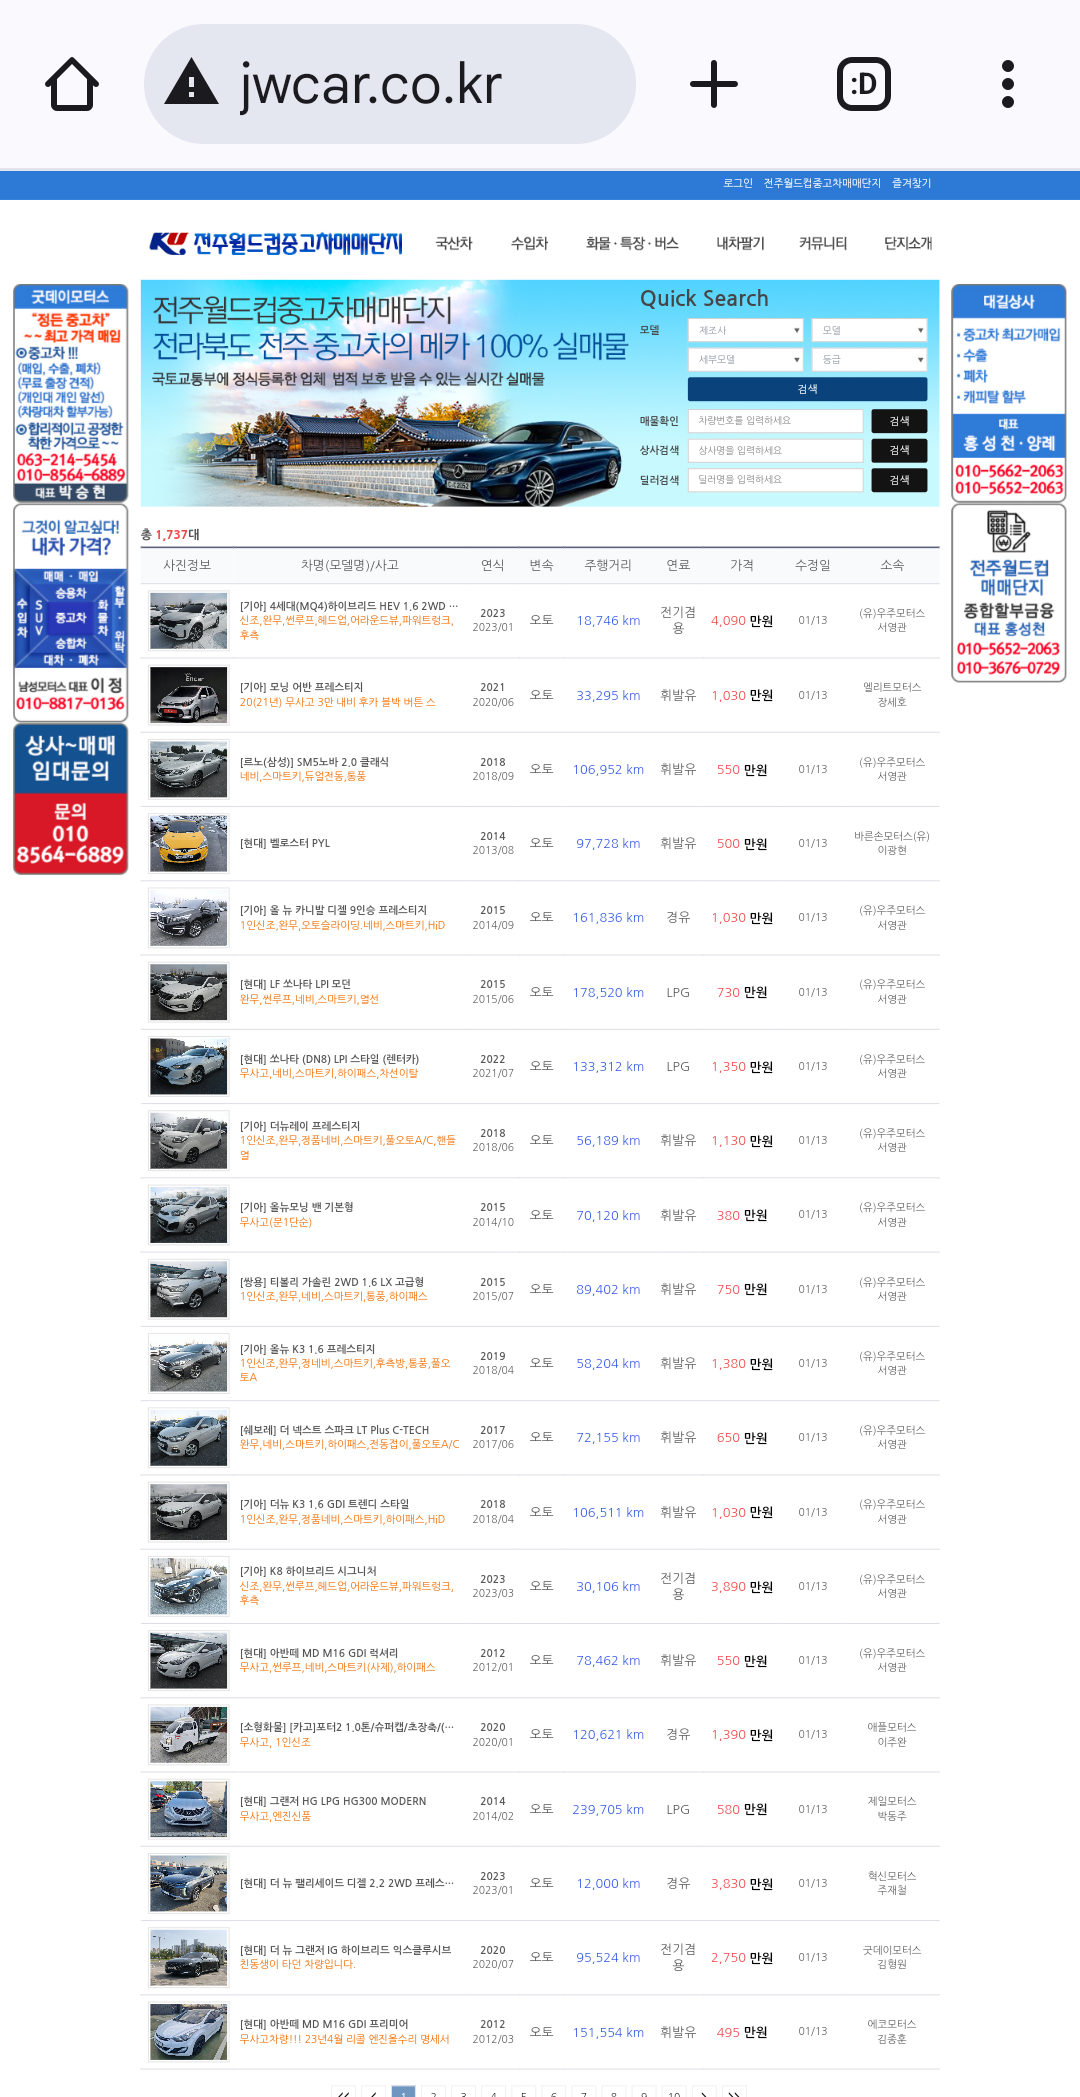 jwcar.co.kr
:D
로그인 전주월드컵중고차매매단지 즐겨찾기
전주월드컵중고차매매단지 국산차 수입차 화물·특장·버스 내차팔기 커뮤니티 단지소개
굿데이모터스
"정든 중고차"
~~최고 가격 매입
중고차 !!!
(매입, 수출, 폐차)
(무료 출장 견적)
(개인대 개인 알선)
(차량대차 할부가능)
합리적이고 공정한
착한 가격으로~~
063-214-5454
010-8564-6889
대표 박 승 현
그것이 알고싶다!
내차 가격?
매매 · 매입
승용차
수입차 SUV 중고차 화물차 할부 · 위탁
승합차
대차 · 폐차
남성모터스 대표 이 정
010-8817-0136
상사~매매
임대문의
문의
010
8564-6889
전주월드컵중고차매매단지
전라북도 전주 중고차의 메카 100% 실매물
국토교통부에 정식등록한 업체 법적 보호 받을 수 있는 실시간 실매물
Quick Search
모델 제조사 모델
세부모델 등급
검색
매물확인 차량번호를 입력하세요 검색
상사검색 상사명을 입력하세요 검색
딜러검색 딜러명을 입력하세요 검색
대길상사
·중고차 최고가매입
·수출
·폐차
·캐피탈 할부
대표
홍 성 천 · 양례
010-5662-2063
010-5652-2063
전주월드컵
매매단지
종합할부금융
대표 홍성천
010-5652-2063
010-3676-0729
총 1,737대
사진정보 차명(모델명)/사고 연식 변속 주행거리 연료 가격 수정일 소속
[기아] 4세대(MQ4)하이브리드 HEV 1.6 2WD …
신조,완무,썬루프,헤드업,어라운드뷰,파워트렁크,
후측
2023
2023/01
오토 18,746 km 전기겸
용
4,090 만원 01/13 (유)우주모터스
서영관
Encar
[기아] 모닝 어반 프레스티지
20(21년) 무사고 3만 내비 후카 블박 버튼 스
2021
2020/06
오토 33,295 km 휘발유 1,030 만원 01/13 엘리트모터스
장세호
[르노(삼성)] SM5노바 2.0 클래식
네비,스마트키,듀얼전동,통풍
2018
2018/09
오토 106,952 km 휘발유 550 만원 01/13 (유)우주모터스
서영관
[현대] 벨로스터 PYL
2014
2013/08
오토 97,728 km 휘발유 500 만원 01/13 바른손모터스(유)
이광현
[기아] 올 뉴 카니발 디젤 9인승 프레스티지
1인신조,완무,오토슬라이딩.네비,스마트키,HiD
2015
2014/09
오토 161,836 km 경유 1,030 만원 01/13 (유)우주모터스
서영관
[현대] LF 쏘나타 LPI 모던
완무,썬루프,네비,스마트키,열선
2015
2015/06
오토 178,520 km LPG 730 만원 01/13 (유)우주모터스
서영관
[현대] 쏘나타 (DN8) LPI 스타일 (렌터카)
무사고,네비,스마트키,하이패스,차선이탈
2022
2021/07
오토 133,312 km LPG 1,350 만원 01/13 (유)우주모터스
서영관
[기아] 더뉴레이 프레스티지
1인신조,완무,정품네비,스마트키,풀오토A/C,핸들
열
2018
2018/06
오토 56,189 km 휘발유 1,130 만원 01/13 (유)우주모터스
서영관
[기아] 올뉴모닝 밴 기본형
무사고(문1단순)
2015
2014/10
오토 70,120 km 휘발유 380 만원 01/13 (유)우주모터스
서영관
[쌍용] 티볼리 가솔린 2WD 1.6 LX 고급형
1인신조,완무,네비,스마트키,통풍,하이패스
2015
2015/07
오토 89,402 km 휘발유 750 만원 01/13 (유)우주모터스
서영관
[기아] 올뉴 K3 1.6 프레스티지
1인신조,완무,정네비,스마트키,후측방,통풍,풀오
토A
2019
2018/04
오토 58,204 km 휘발유 1,380 만원 01/13 (유)우주모터스
서영관
[쉐보레] 더 넥스트 스파크 LT Plus C-TECH
완무,네비,스마트키,하이패스,전동접이,풀오토A/C
2017
2017/06
오토 72,155 km 휘발유 650 만원 01/13 (유)우주모터스
서영관
[기아] 더뉴 K3 1.6 GDI 트렌디 스타일
1인신조,완무,정품네비,스마트키,하이패스,HiD
2018
2018/04
오토 106,511 km 휘발유 1,030 만원 01/13 (유)우주모터스
서영관
[기아] K8 하이브리드 시그니처
신조,완무,썬루프,헤드업,어라운드뷰,파워트렁크,
후측
2023
2023/03
오토 30,106 km 전기겸
용
3,890 만원 01/13 (유)우주모터스
서영관
[현대] 아반떼 MD M16 GDI 럭셔리
무사고,썬루프,네비,스마트키(사제),하이패스
2012
2012/01
오토 78,462 km 휘발유 550 만원 01/13 (유)우주모터스
서영관
[소형화물] [카고]포터2 1.0톤/슈퍼캡/초장축/(…
무사고, 1인신조
2020
2020/01
오토 120,621 km 경유 1,390 만원 01/13 애플모터스
이주완
[현대] 그랜저 HG LPG HG300 MODERN
무사고,엔진신품
2014
2014/02
오토 239,705 km LPG 580 만원 01/13 제일모터스
박동주
[현대] 더 뉴 팰리세이드 디젤 2.2 2WD 프레스…
2023
2023/01
오토 12,000 km 경유 3,830 만원 01/13 혁신모터스
주재철
[현대] 더 뉴 그랜저 IG 하이브리드 익스클루시브
친동생이 타던 차량입니다.
2020
2020/07
오토 95,524 km 전기겸
용
2,750 만원 01/13 굿데이모터스
김형원
[현대] 아반떼 MD M16 GDI 프리미어
무사고차량!!! 23년4월 리콜 엔진올수리 명세서
2012
2012/03
오토 151,554 km 휘발유 495 만원 01/13 에코모터스
김종훈
1 2 3 4 5 6 7 8 9 10